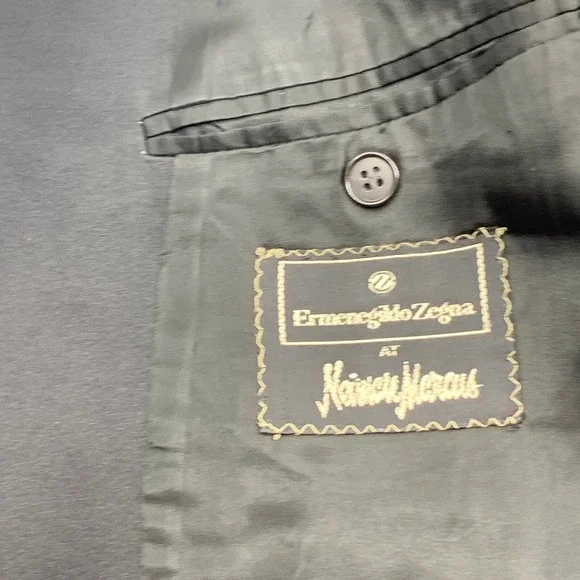 Ermenegildo Zegna
AT
Neiman Marcus